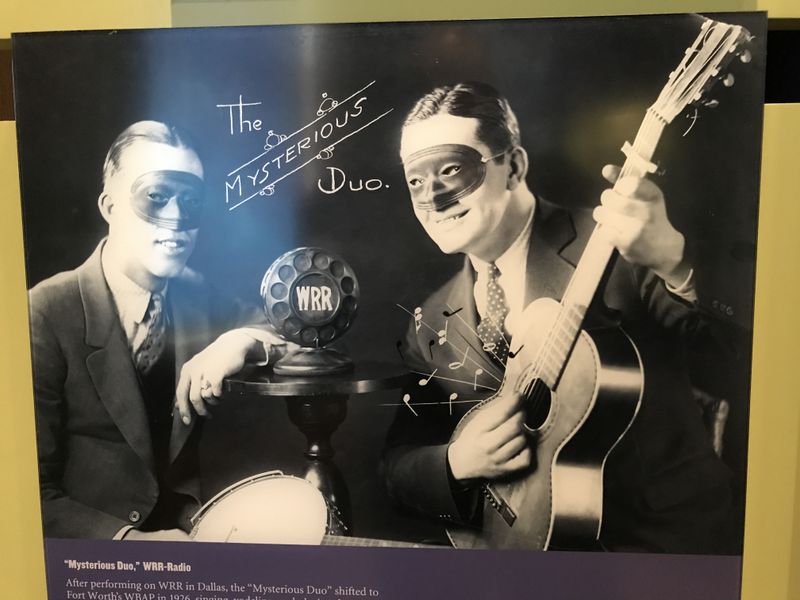 The
MYSTERIOUS
Duo.
WRR
"Mysterious Duo," WRR-Radio
After performing on WRR in Dallas, the "Mysterious Duo" shifted to
Fort Worth's WBAP in 1926, singing, yodeling